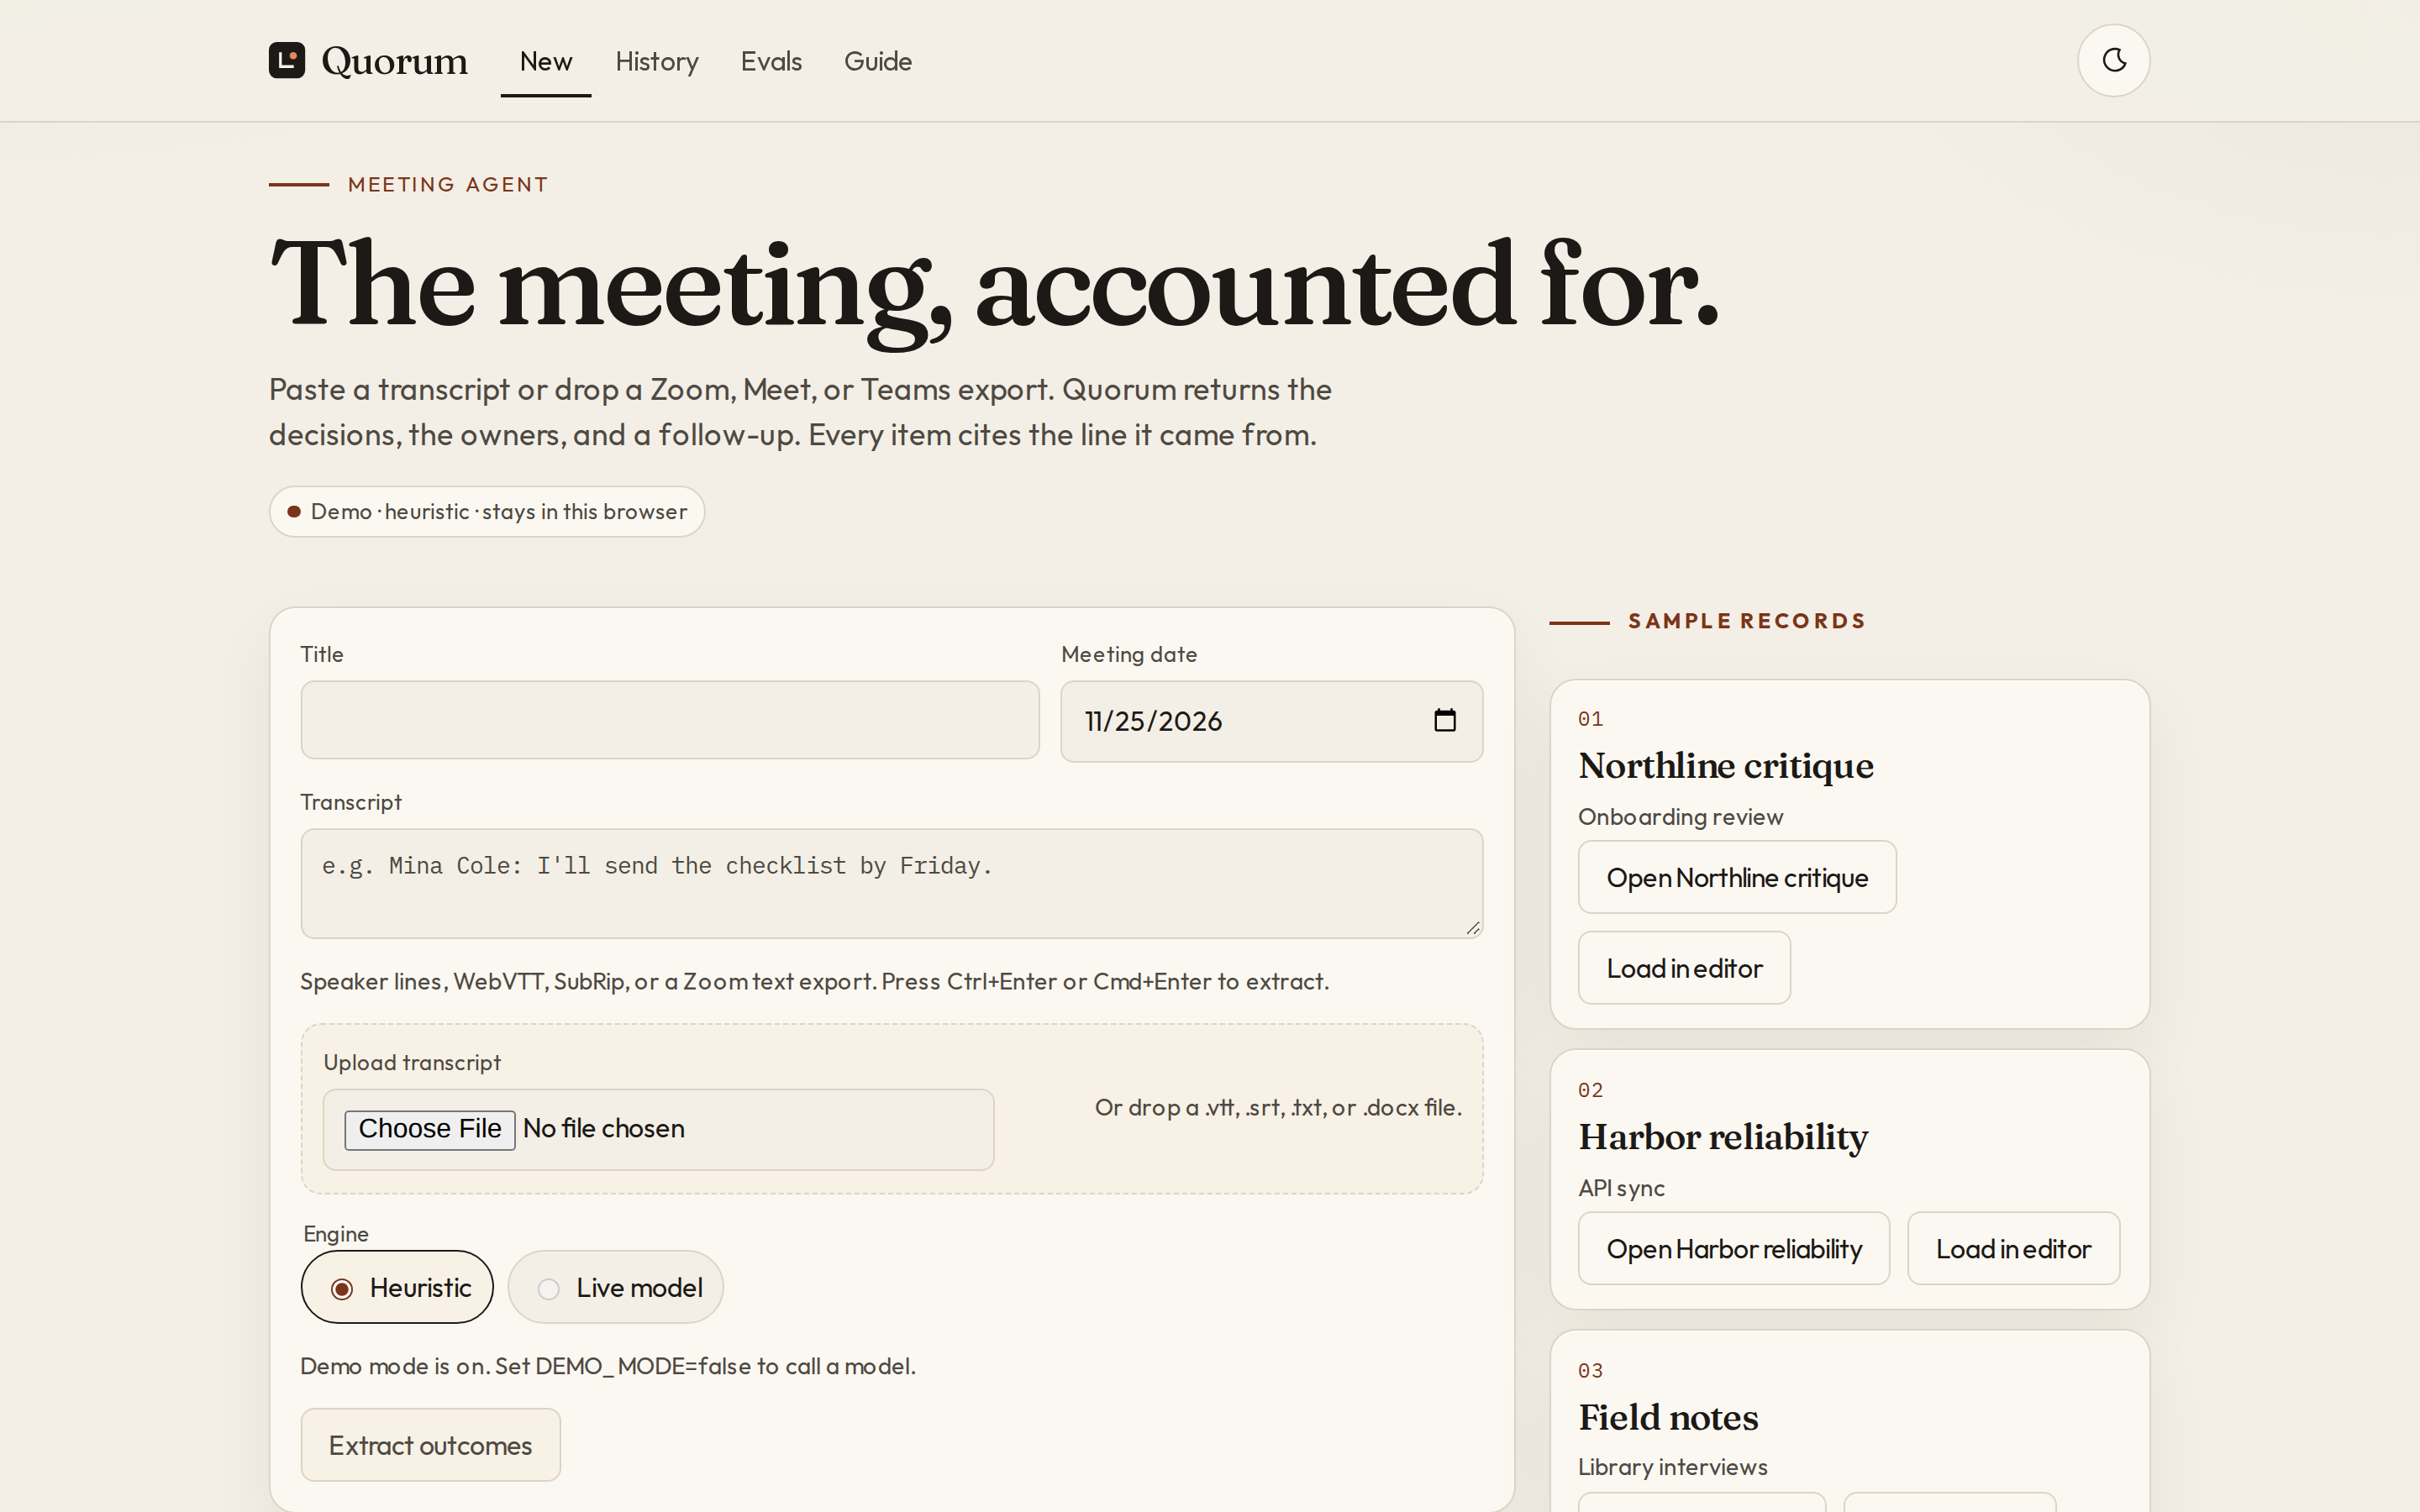 Quorum
New
History
Evals
Guide
MEETING AGENT
The meeting, accounted for.
Paste a transcript or drop a Zoom, Meet, or Teams export. Quorum returns the
decisions, the owners, and a follow-up. Every item cites the line it came from.
Demo · heuristic · stays in this browser
Title
Meeting date
11/25/2026
Transcript
e.g. Mina Cole: I'll send the checklist by Friday.
Speaker lines, WebVTT, SubRip, or a Zoom text export. Press Ctrl+Enter or Cmd+Enter to extract.
Upload transcript
Choose File No file chosen
Or drop a .vtt, .srt, .txt, or .docx file.
Engine
Heuristic
Live model
Demo mode is on. Set DEMO_MODE=false to call a model.
Extract outcomes
SAMPLE RECORDS
01
Northline critique
Onboarding review
Open Northline critique
Load in editor
02
Harbor reliability
API sync
Open Harbor reliability
Load in editor
03
Field notes
Library interviews